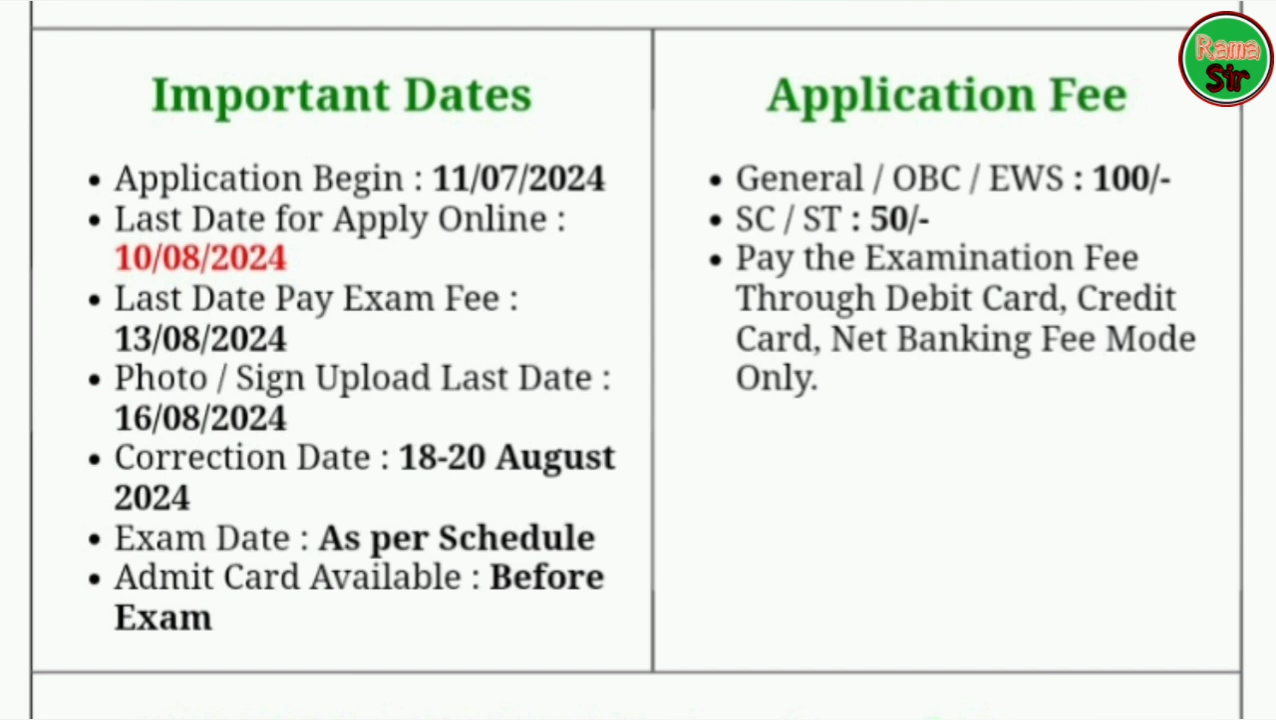 Rama
Sir
Important Dates
• Application Begin : 11/07/2024
• Last Date for Apply Online :
10/08/2024
• Last Date Pay Exam Fee :
13/08/2024
• Photo / Sign Upload Last Date :
16/08/2024
• Correction Date : 18-20 August
2024
• Exam Date : As per Schedule
• Admit Card Available : Before
Exam
Application Fee
• General / OBC / EWS : 100/-
• SC / ST : 50/-
• Pay the Examination Fee
Through Debit Card, Credit
Card, Net Banking Fee Mode
Only.